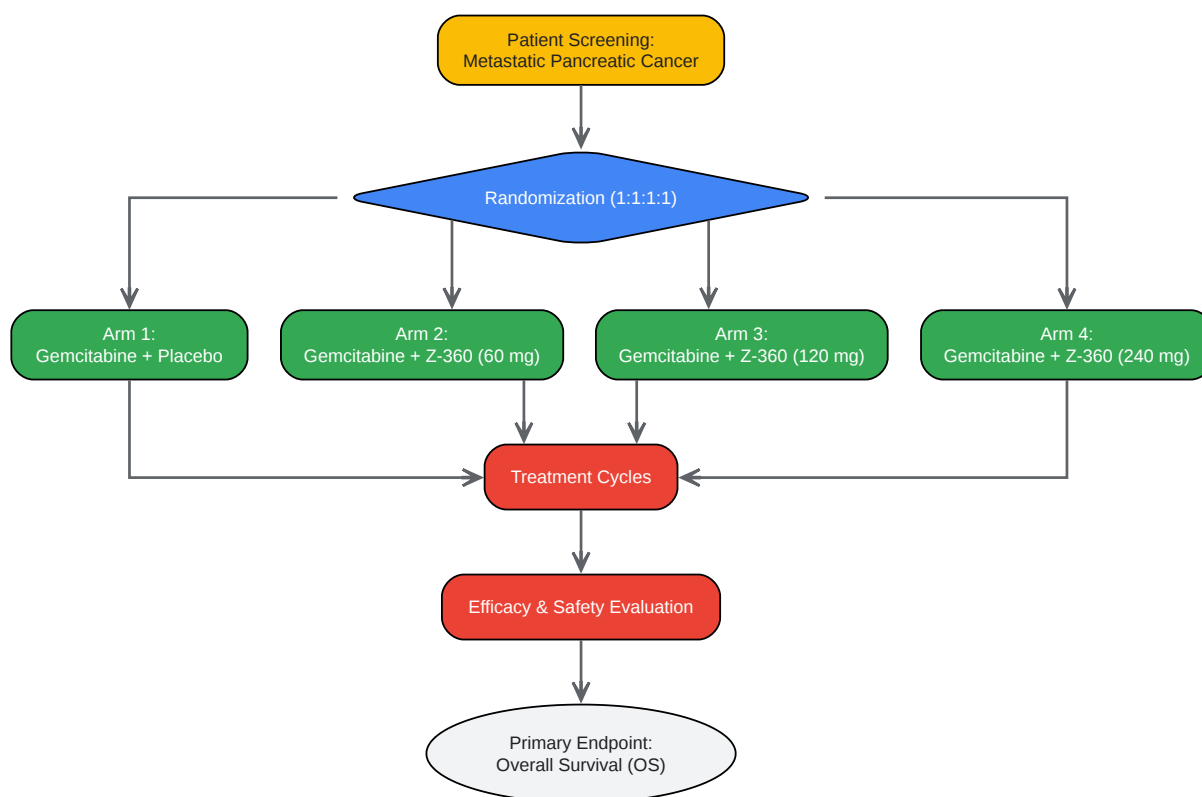 Patient Screening:
Metastatic Pancreatic Cancer
Randomization (1:1:1:1)
Arm 1:
Gemcitabine + Placebo
Arm 2:
Gemcitabine + Z-360 (60 mg)
Arm 3:
Gemcitabine + Z-360 (120 mg)
Arm 4:
Gemcitabine + Z-360 (240 mg)
Treatment Cycles
Efficacy & Safety Evaluation
Primary Endpoint:
Overall Survival (OS)